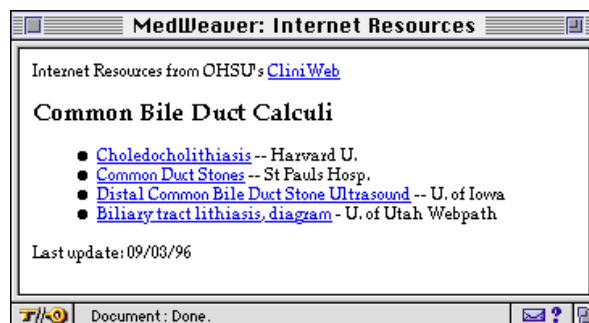 MedWeaver: Internet Resources
Internet Resources from OHSU's CliniWeb
Common Bile Duct Calculi
Choledocholithiasis -- Harvard U.
Common Duct Stones -- St Pauls Hosp.
Distal Common Bile Duct Stone Ultrasound -- U. of Iowa
Biliary tract lithiasis, diagram - U. of Utah Webpath
Last update: 09/03/96
Document: Done.
?